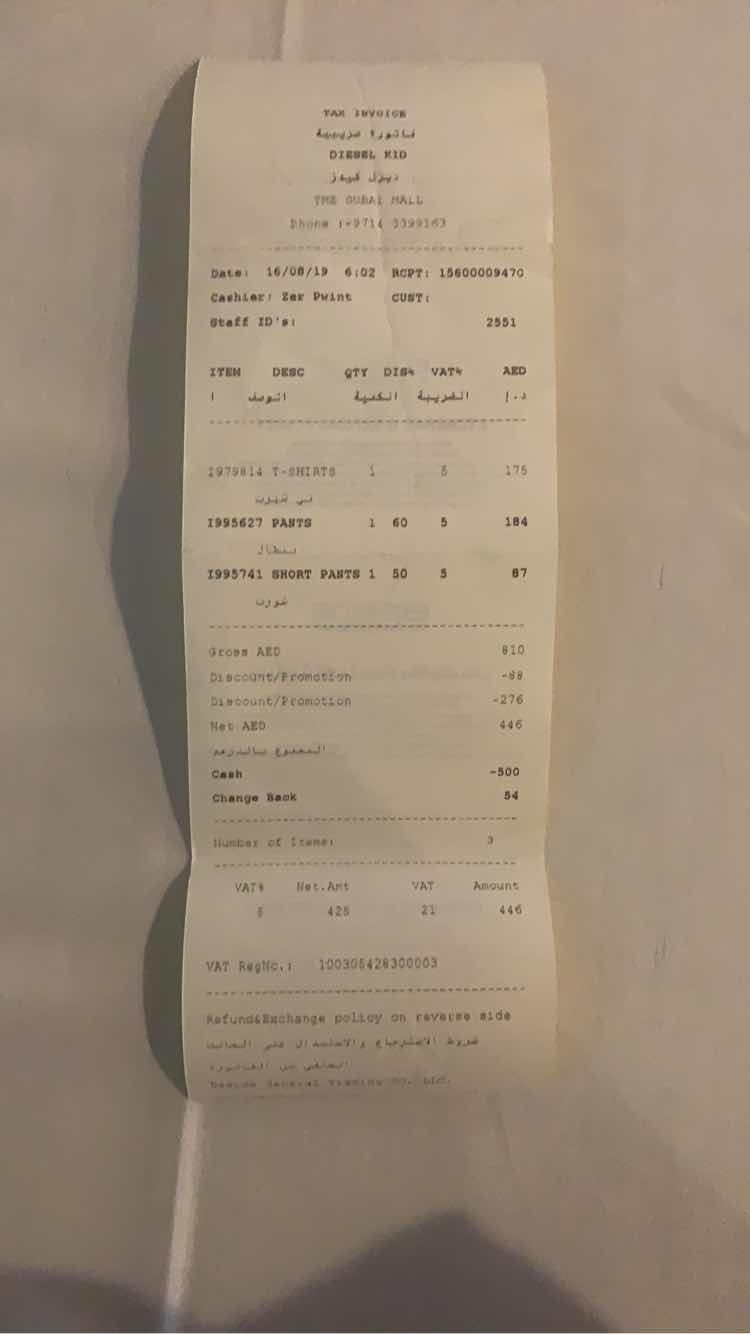 TAX INVOICE
فاتورة ضريبية
DIESEL KID
ديزل كيدز
THE DUBAI MALL
Phone :+9714 3399163
Date: 16/08/19 6:02 RCPT: 15600009470
Cashier: Zar Pwint CUST:
Staff ID's: 2551
ITEM DESC QTY DIS% VAT% AED
ا الوصف الكمية الضريبة د.إ
I979814 T-SHIRTS 1 5 175
تي شيرت
I995627 PANTS 1 60 5 184
بنطال
I995741 SHORT PANTS 1 50 5 87
شورت
Gross AED 810
Discount/Promotion -88
Discount/Promotion -276
Net AED 446
المجموع بالدرهم
Cash -500
Change Back 54
Number of Items: 3
VAT% Net.Amt VAT Amount
5 425 21 446
VAT RegNo.: 100305428300003
Refund&Exchange policy on reverse side
شروط الاسترجاع والاستبدال على الجانب
الخلفي من الفاتورة
General Trading Co. LLC.